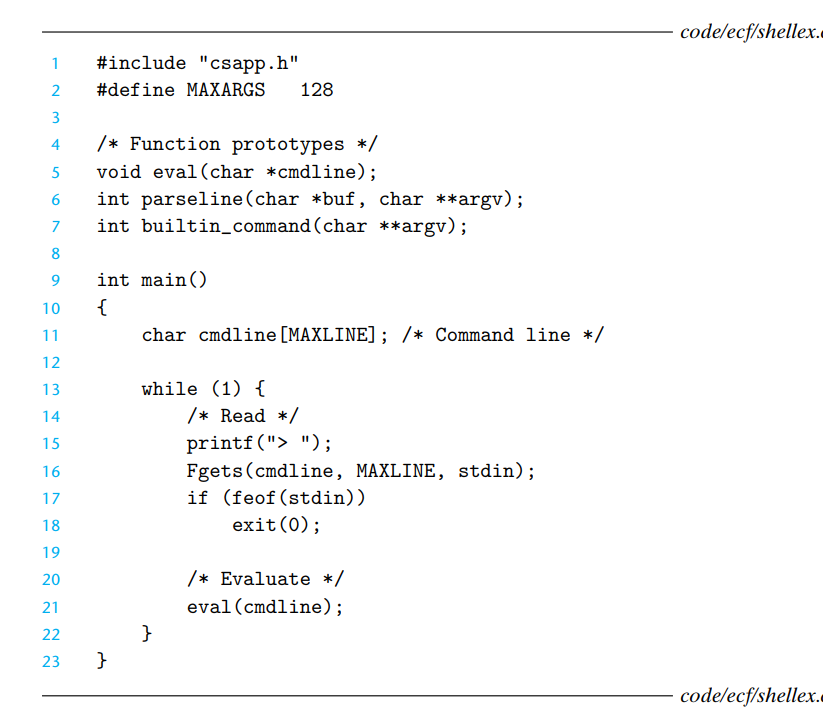 code/ecf/shellex.c
1 #include "csapp.h"
2 #define MAXARGS   128
3
4 /* Function prototypes */
5 void eval(char *cmdline);
6 int parseline(char *buf, char **argv);
7 int builtin_command(char **argv);
8
9 int main()
10 {
11     char cmdline[MAXLINE]; /* Command line */
12
13     while (1) {
14         /* Read */
15         printf("> ");
16         Fgets(cmdline, MAXLINE, stdin);
17         if (feof(stdin))
18             exit(0);
19
20         /* Evaluate */
21         eval(cmdline);
22     }
23 }
code/ecf/shellex.c